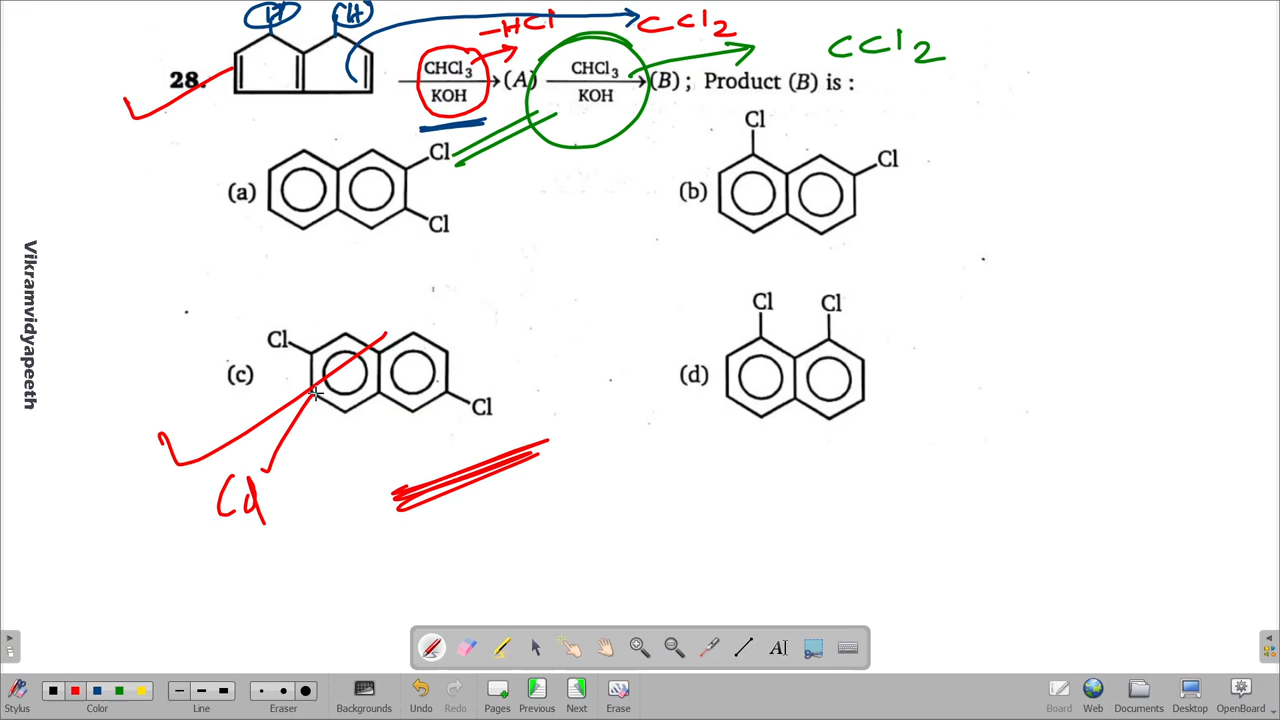 H H
-HCl CCl2 CCl2
28. CHCl3 KOH (A) CHCl3 KOH (B) ; Product (B) is :
(a) Cl Cl
(b) Cl Cl
(c) Cl Cl
(d) Cl Cl
Cl
Vikramvidyapeeth
Stylus Color Line Eraser Backgrounds Undo Redo Pages Previous Next Erase Board Web Documents Desktop OpenBoard